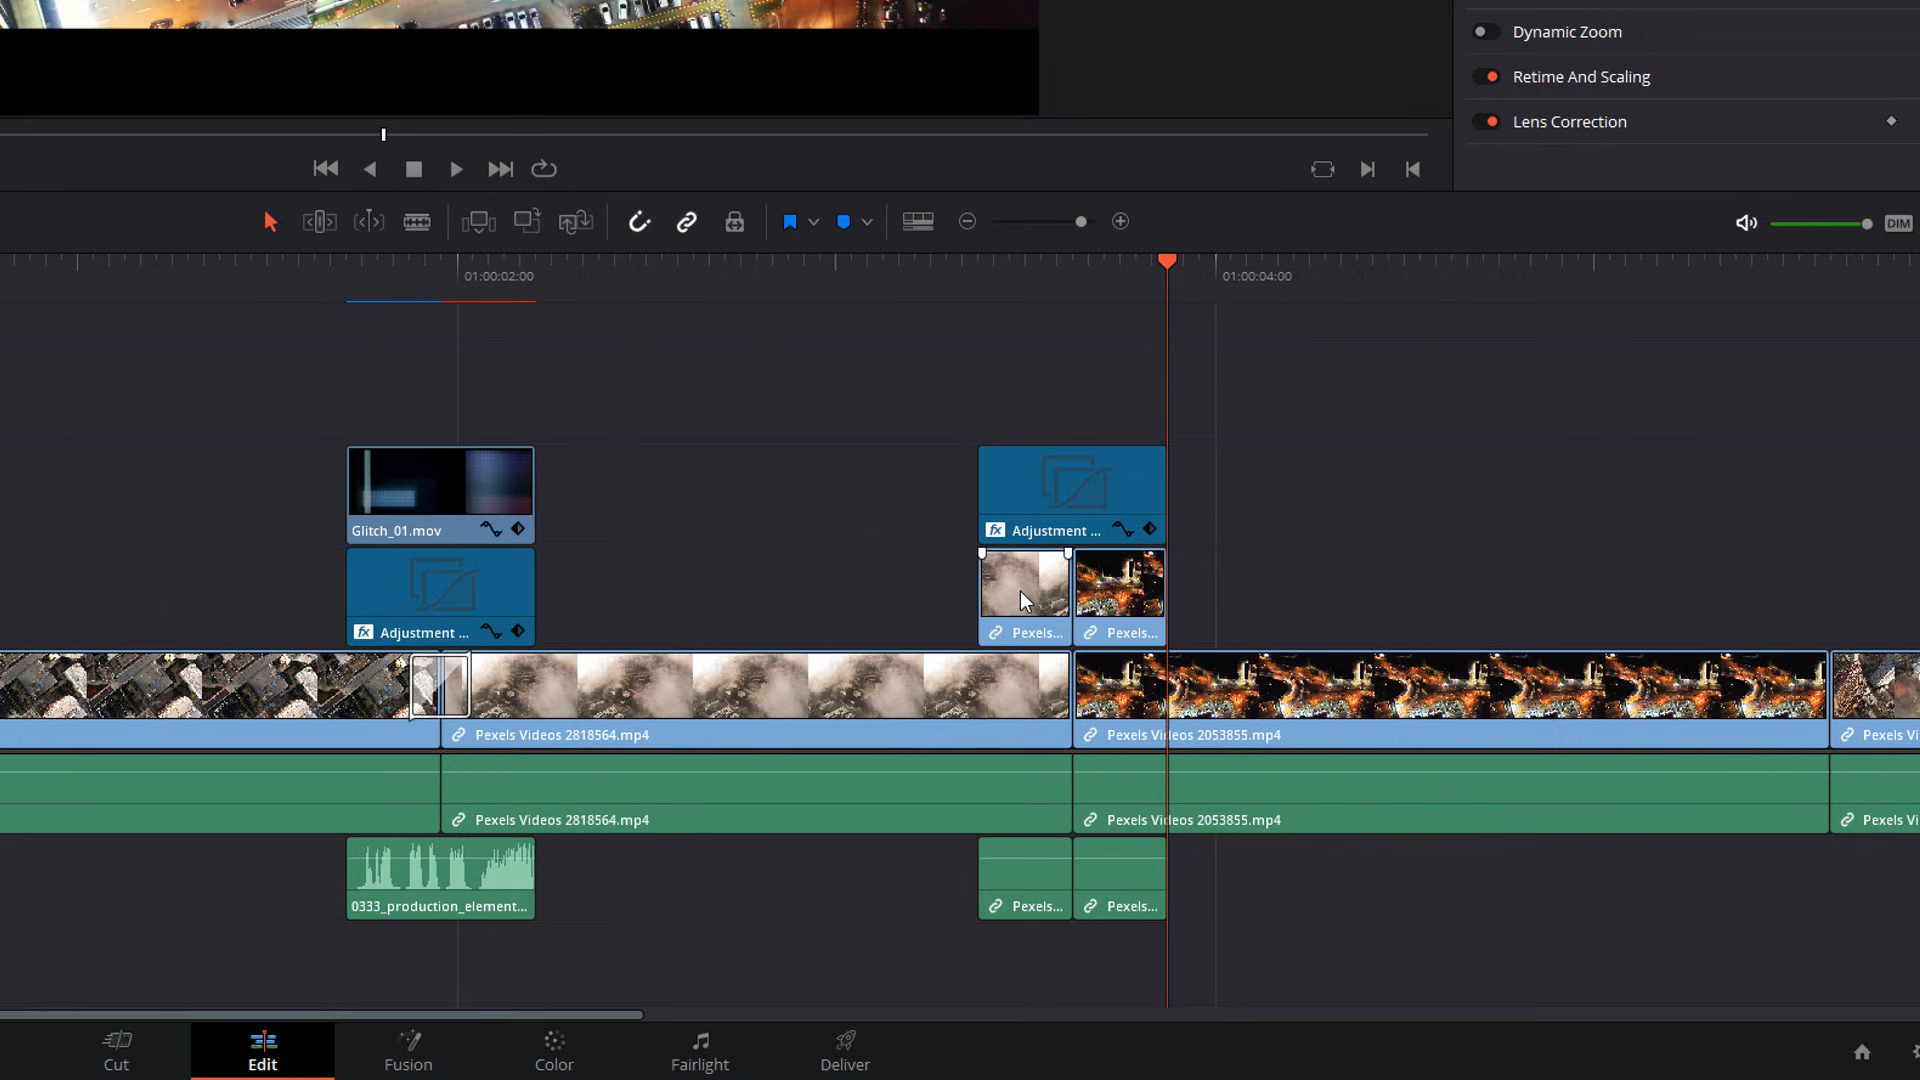 Dynamic Zoom
Retime And Scaling
Lens Correction
DIM
01:00:02:00
01:00:04:00
Glitch_01.mov
fx Adjustment ...
fx Adjustment ...
Pexels...
Pexels...
Pexels Videos 2818564.mp4
Pexels Videos 2053855.mp4
Pexels Vi
Pexels Videos 2818564.mp4
Pexels Videos 2053855.mp4
Pexels Vi
0333_production_element...
Pexels...
Pexels...
Cut
Edit
Fusion
Color
Fairlight
Deliver